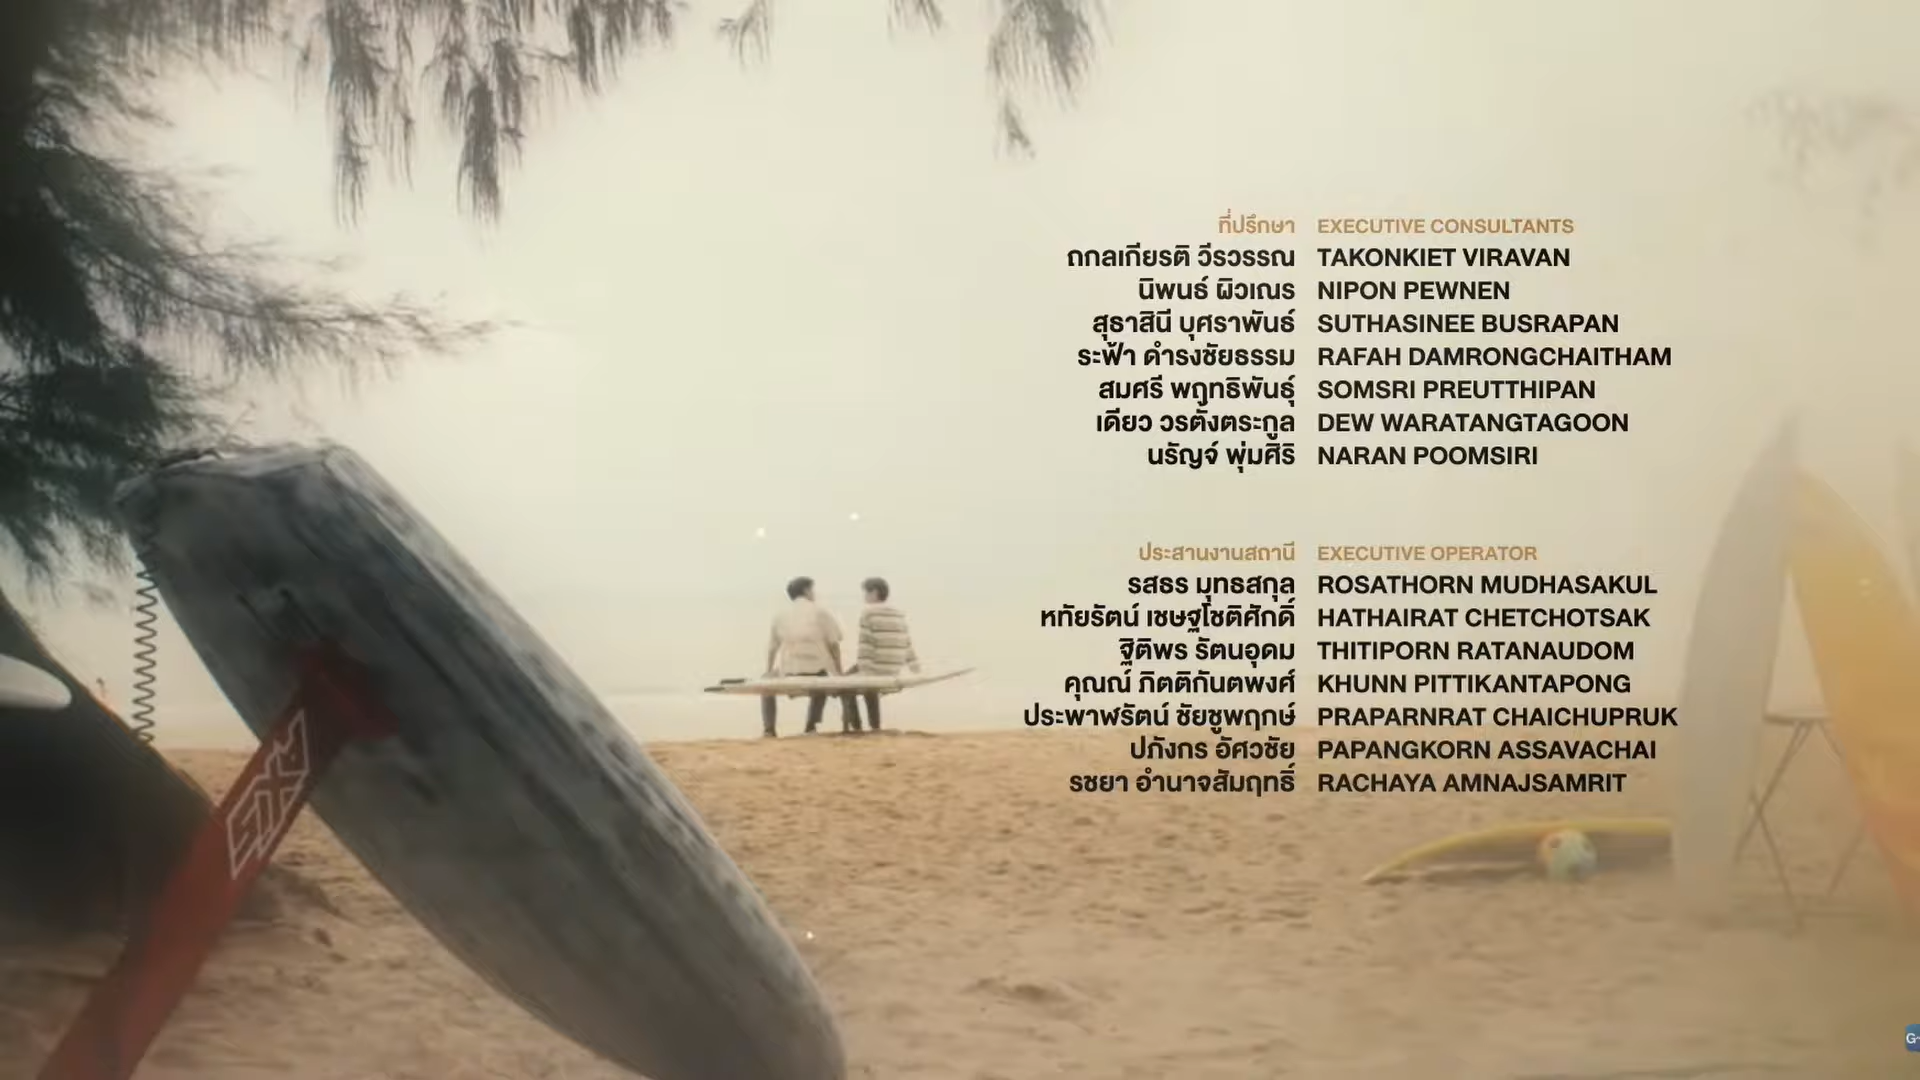 ที่ปรึกษา EXECUTIVE CONSULTANTS
ถกลเกียรติ วีรวรรณ TAKONKIET VIRAVAN
นิพนธ์ ผิวเณร NIPON PEWNEN
สุธาสินี บุศราพันธ์ SUTHASINEE BUSRAPAN
ระฟ้า ดำรงชัยธรรม RAFAH DAMRONGCHAITHAM
สมศรี พฤทธิพันธุ์ SOMSRI PREUTTHIPAN
เดียว วรตั้งตระกูล DEW WARATANGTAGOON
นรัญจ์ พุ่มศิริ NARAN POOMSIRI
ประสานงานสถานี EXECUTIVE OPERATOR
รสธร มุทธสกุล ROSATHORN MUDHASAKUL
หทัยรัตน์ เชษฐโชติศักดิ์ HATHAIRAT CHETCHOTSAK
ฐิติพร รัตนอุดม THITIPORN RATANAUDOM
คุณณ์ ภิตติกันตพงศ์ KHUNN PITTIKANTAPONG
ประพาฬรัตน์ ชัยชูพฤกษ์ PRAPARNRAT CHAICHUPRUK
ปภังกร อัศวชัย PAPANGKORN ASSAVACHAI
รชยา อำนาจสัมฤทธิ์ RACHAYA AMNAJSAMRIT